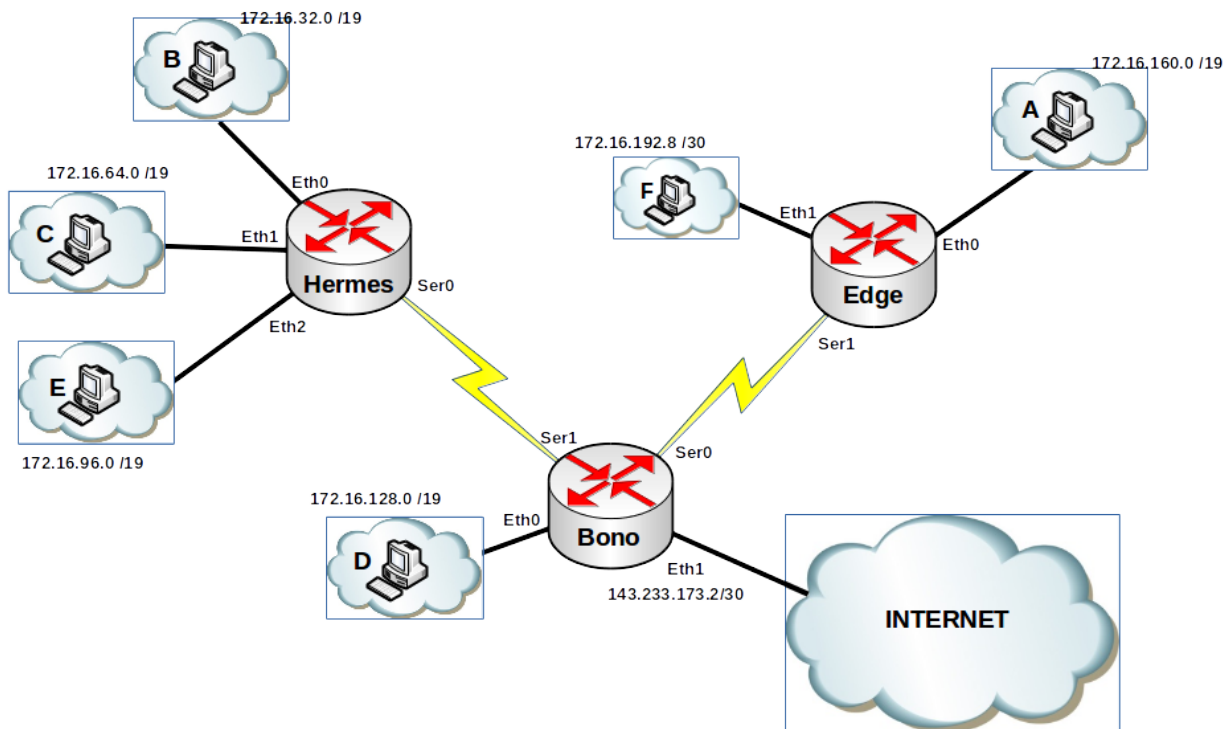 172.16.32.0 /19
B
172.16.160.0 /19
A
172.16.192.8 /30
F
172.16.64.0 /19
Eth0
Eth1
C
Eth1
Eth0
Hermes
Ser0
Edge
Eth2
Ser1
E
172.16.96.0 /19
Ser1
Ser0
172.16.128.0 /19
Eth0
Bono
D
Eth1
143.233.173.2/30
INTERNET